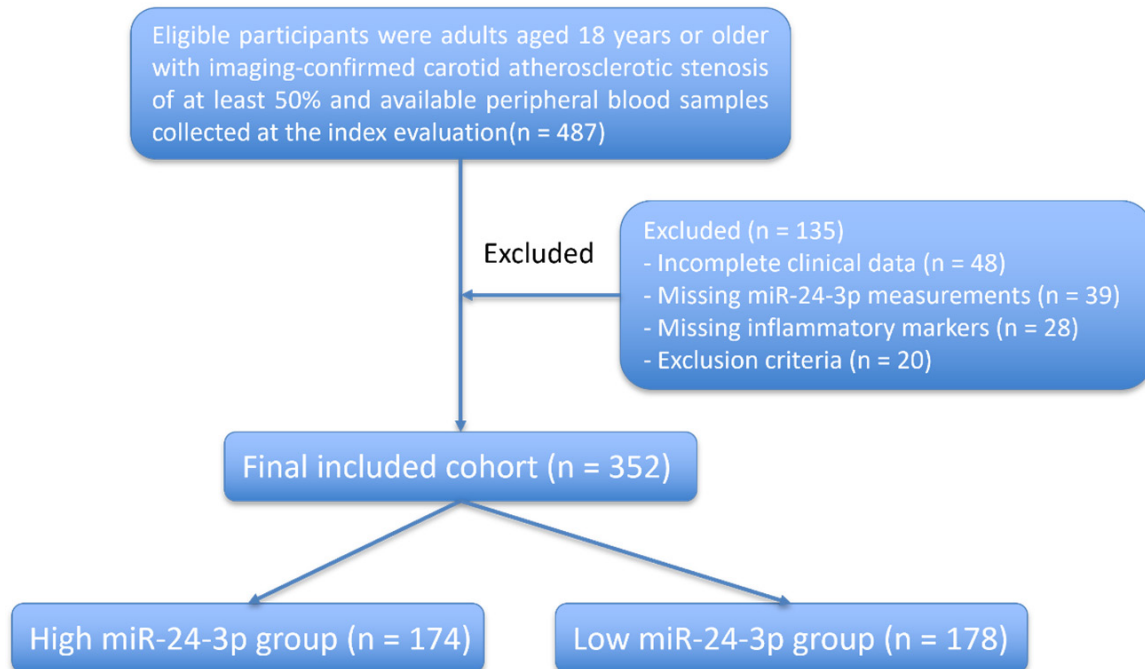 Eligible participants were adults aged 18 years or older
with imaging-confirmed carotid atherosclerotic stenosis
of at least 50% and available peripheral blood samples
collected at the index evaluation(n = 487)
Excluded
Excluded (n = 135)
- Incomplete clinical data (n = 48)
- Missing miR-24-3p measurements (n = 39)
- Missing inflammatory markers (n = 28)
- Exclusion criteria (n = 20)
Final included cohort (n = 352)
High miR-24-3p group (n = 174)
Low miR-24-3p group (n = 178)